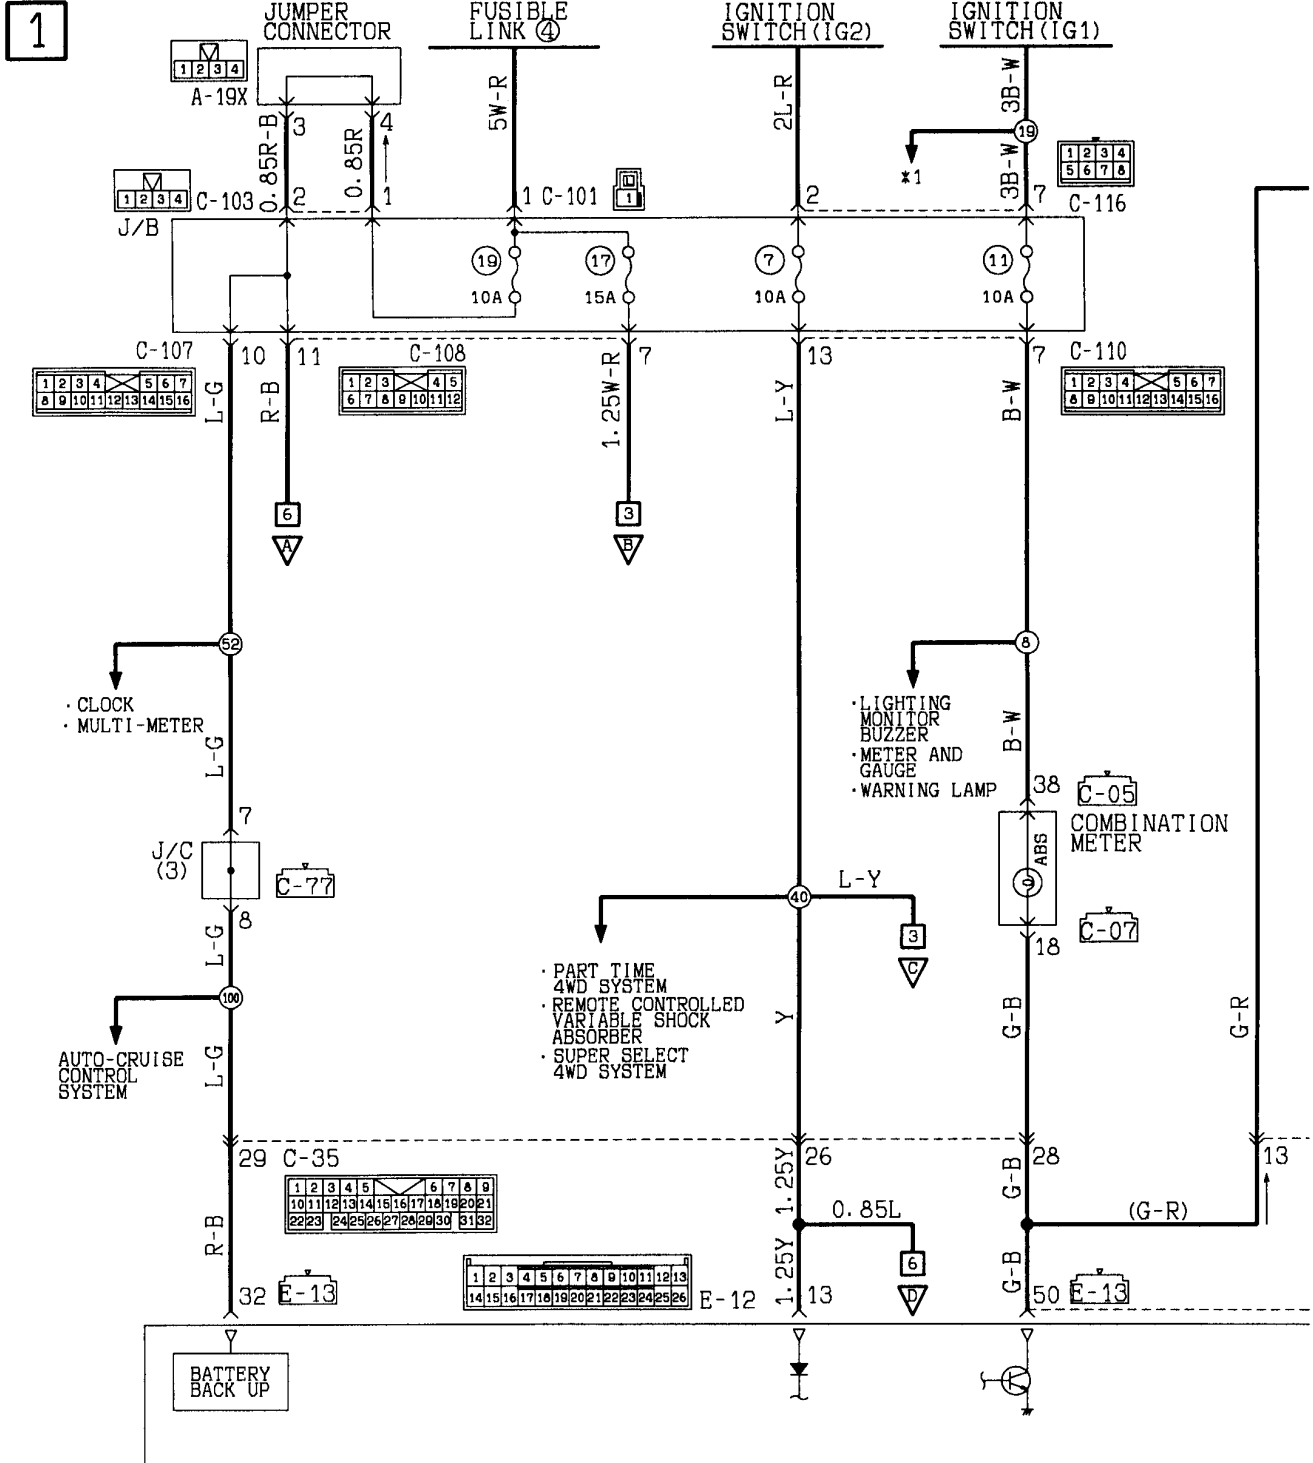 1
JUMPER
CONNECTOR
FUSIBLE
LINK ④
IGNITION
SWITCH(IG2)
IGNITION
SWITCH(IG1)
1 2 3 4
A-19X
3
4
0.85R-B
0.85R
5W-R
2L-R
3B-W
19
3B-W
*1
1 2 3 4
5 6 7 8
C-116
1 2 3 4
C-103
2
1
1
C-101
1
2
7
J/B
19
10A
17
15A
7
10A
11
10A
C-107
10
11
C-108
7
13
7
C-110
1 2 3 4 5 6 7
8 9 10 11 12 13 14 15 16
1 2 3 4 5
6 7 8 9 10 11 12
1 2 3 4 5 6 7
8 9 10 11 12 13 14 15 16
L-G
R-B
1.25W-R
L-Y
B-W
6
A
3
B
52
8
· CLOCK
· MULTI-METER
·LIGHTING
MONITOR
BUZZER
·METER AND
GAUGE
·WARNING LAMP
L-G
B-W
7
38
C-05
J/C
(3)
C-77
8
ABS
COMBINATION
METER
40
L-Y
3
C
18
C-07
L-G
100
AUTO-CRUISE
CONTROL
SYSTEM
L-G
· PART TIME
4WD SYSTEM
· REMOTE CONTROLLED
VARIABLE SHOCK
ABSORBER
· SUPER SELECT
4WD SYSTEM
Y
G-B
G-R
29
C-35
26
28
13
1 2 3 4 5 6 7 8 9
10 11 12 13 14 15 16 17 18 19 20 21
22 23 24 25 26 27 28 29 30 31 32
R-B
1.25Y
0.85L
G-B
(G-R)
6
D
1.25Y
G-B
32
E-13
1 2 3 4 5 6 7 8 9 10 11 12 13
14 15 16 17 18 19 20 21 22 23 24 25 26
E-12
13
50
E-13
BATTERY
BACK UP